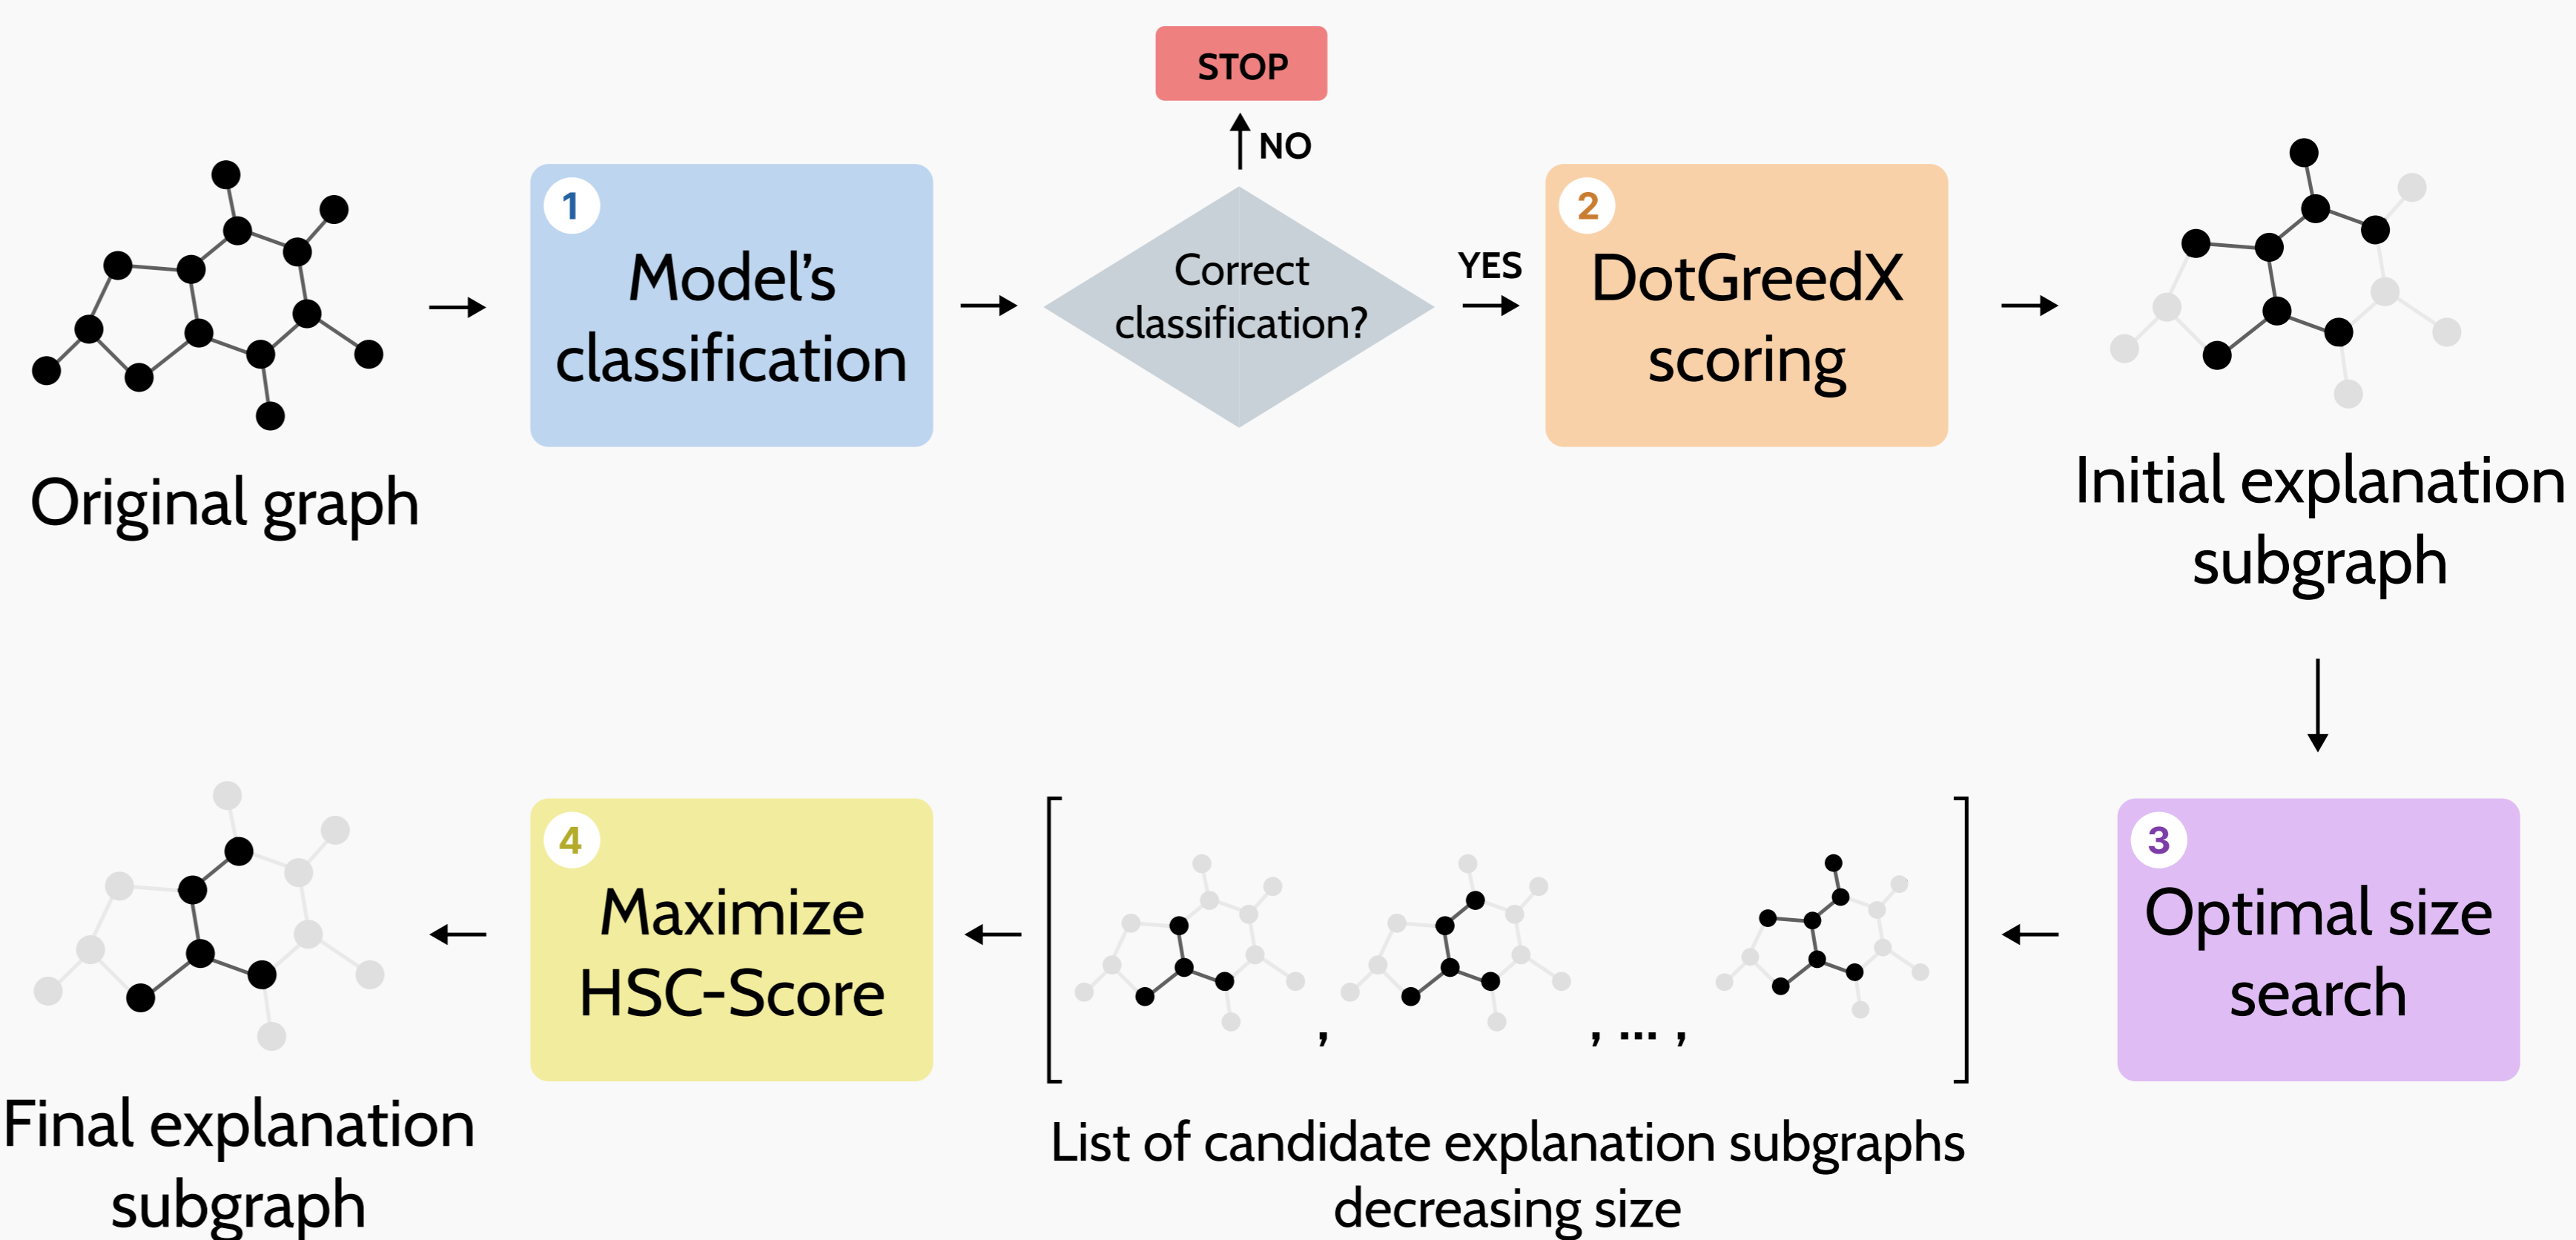 STOP
NO
1
Model's
classification
Correct
classification?
YES
2
DotGreedX
scoring
Original graph
Initial explanation
subgraph
3
Optimal size
search
, , ... ,
List of candidate explanation subgraphs
decreasing size
4
Maximize
HSC-Score
Final explanation
subgraph